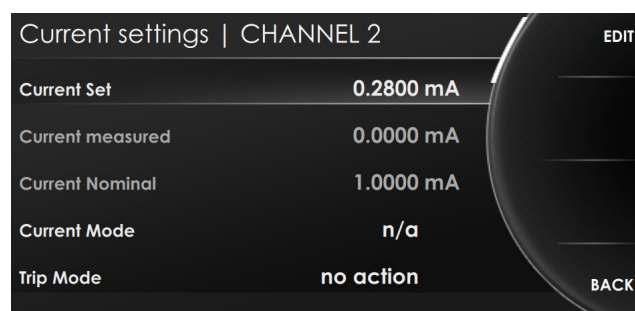 Current settings | CHANNEL 2
EDIT
Current Set 0.2800 mA
Current measured 0.0000 mA
Current Nominal 1.0000 mA
Current Mode n/a
Trip Mode no action
BACK